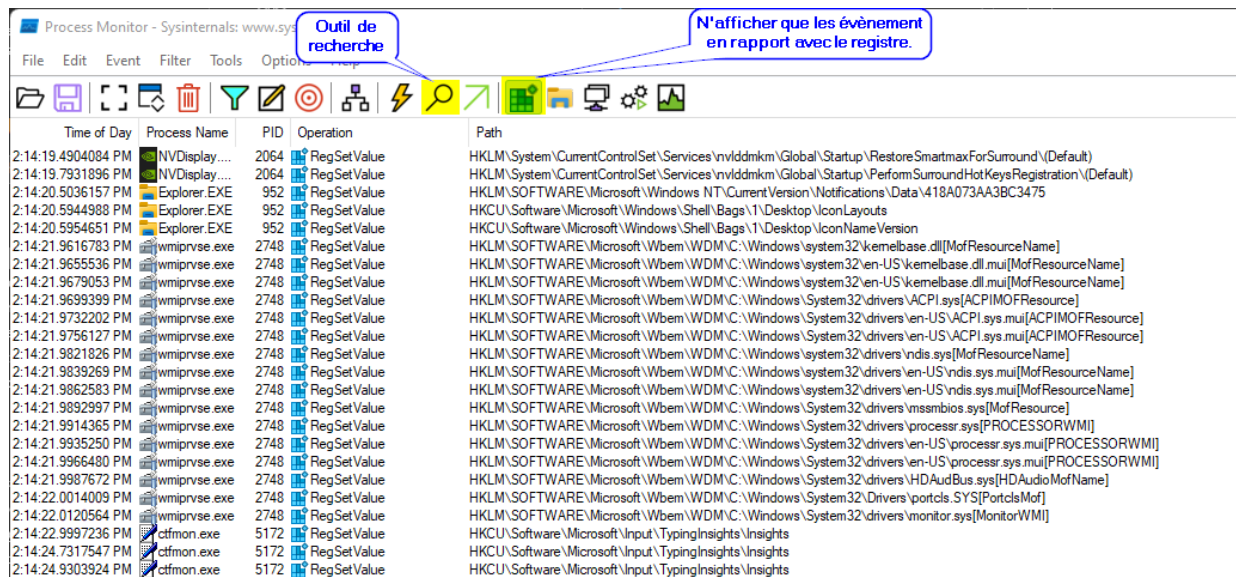 Process Monitor - Sysinternals: www.sys
Outil de
recherche
N'afficher que les évènement
en rapport avec le registre.
File Edit Event Filter Tools Options Help
Time of Day Process Name PID Operation Path
2:14:19.4904084 PM NVDisplay.... 2064 RegSetValue HKLM\System\CurrentControlSet\Services\nvlddmkm\Global\Startup\RestoreSmartmaxForSurround\(Default)
2:14:19.7931896 PM NVDisplay.... 2064 RegSetValue HKLM\System\CurrentControlSet\Services\nvlddmkm\Global\Startup\PerformSurroundHotKeysRegistration\(Default)
2:14:20.5036157 PM Explorer.EXE 952 RegSetValue HKLM\SOFTWARE\Microsoft\Windows NT\CurrentVersion\Notifications\Data\418A073AA3BC3475
2:14:20.5944988 PM Explorer.EXE 952 RegSetValue HKCU\Software\Microsoft\Windows\Shell\Bags\1\Desktop\IconLayouts
2:14:20.5954651 PM Explorer.EXE 952 RegSetValue HKCU\Software\Microsoft\Windows\Shell\Bags\1\Desktop\IconNameVersion
2:14:21.9616783 PM wmiprvse.exe 2748 RegSetValue HKLM\SOFTWARE\Microsoft\Wbem\WDM\C:\Windows\system32\kernelbase.dll[MofResourceName]
2:14:21.9655536 PM wmiprvse.exe 2748 RegSetValue HKLM\SOFTWARE\Microsoft\Wbem\WDM\C:\Windows\system32\en-US\kernelbase.dll.mui[MofResourceName]
2:14:21.9679053 PM wmiprvse.exe 2748 RegSetValue HKLM\SOFTWARE\Microsoft\Wbem\WDM\C:\Windows\system32\en-US\kernelbase.dll.mui[MofResourceName]
2:14:21.9699399 PM wmiprvse.exe 2748 RegSetValue HKLM\SOFTWARE\Microsoft\Wbem\WDM\C:\Windows\System32\drivers\ACPI.sys[ACPIMOFResource]
2:14:21.9732202 PM wmiprvse.exe 2748 RegSetValue HKLM\SOFTWARE\Microsoft\Wbem\WDM\C:\Windows\System32\drivers\en-US\ACPI.sys.mui[ACPIMOFResource]
2:14:21.9756127 PM wmiprvse.exe 2748 RegSetValue HKLM\SOFTWARE\Microsoft\Wbem\WDM\C:\Windows\System32\drivers\en-US\ACPI.sys.mui[ACPIMOFResource]
2:14:21.9821826 PM wmiprvse.exe 2748 RegSetValue HKLM\SOFTWARE\Microsoft\Wbem\WDM\C:\Windows\system32\drivers\ndis.sys[MofResourceName]
2:14:21.9839269 PM wmiprvse.exe 2748 RegSetValue HKLM\SOFTWARE\Microsoft\Wbem\WDM\C:\Windows\system32\drivers\en-US\ndis.sys.mui[MofResourceName]
2:14:21.9862583 PM wmiprvse.exe 2748 RegSetValue HKLM\SOFTWARE\Microsoft\Wbem\WDM\C:\Windows\system32\drivers\en-US\ndis.sys.mui[MofResourceName]
2:14:21.9892997 PM wmiprvse.exe 2748 RegSetValue HKLM\SOFTWARE\Microsoft\Wbem\WDM\C:\Windows\System32\drivers\mssmbios.sys[MofResource]
2:14:21.9914365 PM wmiprvse.exe 2748 RegSetValue HKLM\SOFTWARE\Microsoft\Wbem\WDM\C:\Windows\System32\drivers\processr.sys[PROCESSORWMI]
2:14:21.9935250 PM wmiprvse.exe 2748 RegSetValue HKLM\SOFTWARE\Microsoft\Wbem\WDM\C:\Windows\System32\drivers\en-US\processr.sys.mui[PROCESSORWMI]
2:14:21.9966480 PM wmiprvse.exe 2748 RegSetValue HKLM\SOFTWARE\Microsoft\Wbem\WDM\C:\Windows\System32\drivers\en-US\processr.sys.mui[PROCESSORWMI]
2:14:21.9987672 PM wmiprvse.exe 2748 RegSetValue HKLM\SOFTWARE\Microsoft\Wbem\WDM\C:\Windows\System32\drivers\HDAudBus.sys[HDAudioMofName]
2:14:22.0014009 PM wmiprvse.exe 2748 RegSetValue HKLM\SOFTWARE\Microsoft\Wbem\WDM\C:\Windows\System32\Drivers\portcls.SYS[PortclsMof]
2:14:22.0120564 PM wmiprvse.exe 2748 RegSetValue HKLM\SOFTWARE\Microsoft\Wbem\WDM\C:\Windows\System32\drivers\monitor.sys[MonitorWMI]
2:14:22.9997236 PM ctfmon.exe 5172 RegSetValue HKCU\Software\Microsoft\Input\TypingInsights\Insights
2:14:24.7317547 PM ctfmon.exe 5172 RegSetValue HKCU\Software\Microsoft\Input\TypingInsights\Insights
2:14:24.9303924 PM ctfmon.exe 5172 RegSetValue HKCU\Software\Microsoft\Input\TypingInsights\Insights